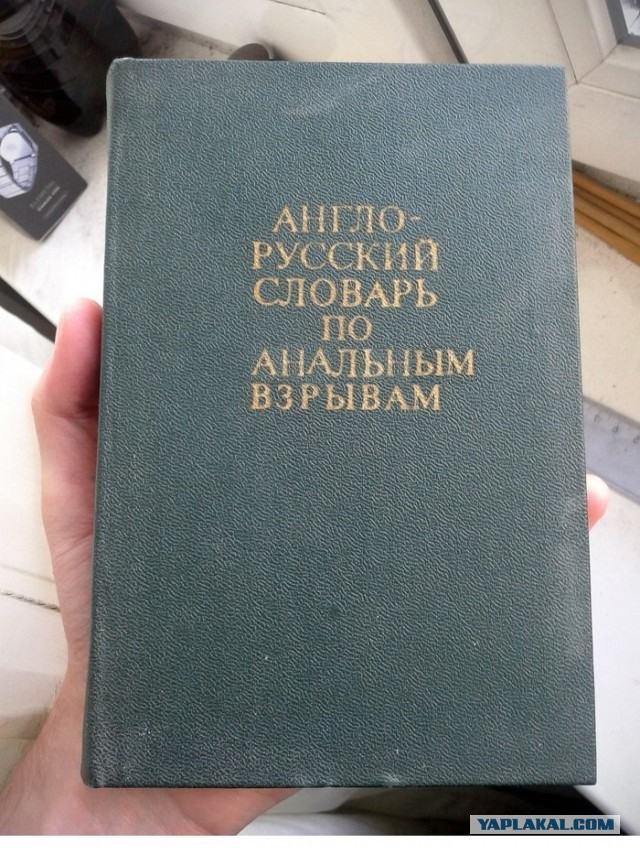 АНГЛО-
РУССКИЙ
СЛОВАРЬ
ПО
АНАЛЬНЫМ
ВЗРЫВАМ
YAPLAKAL.COM